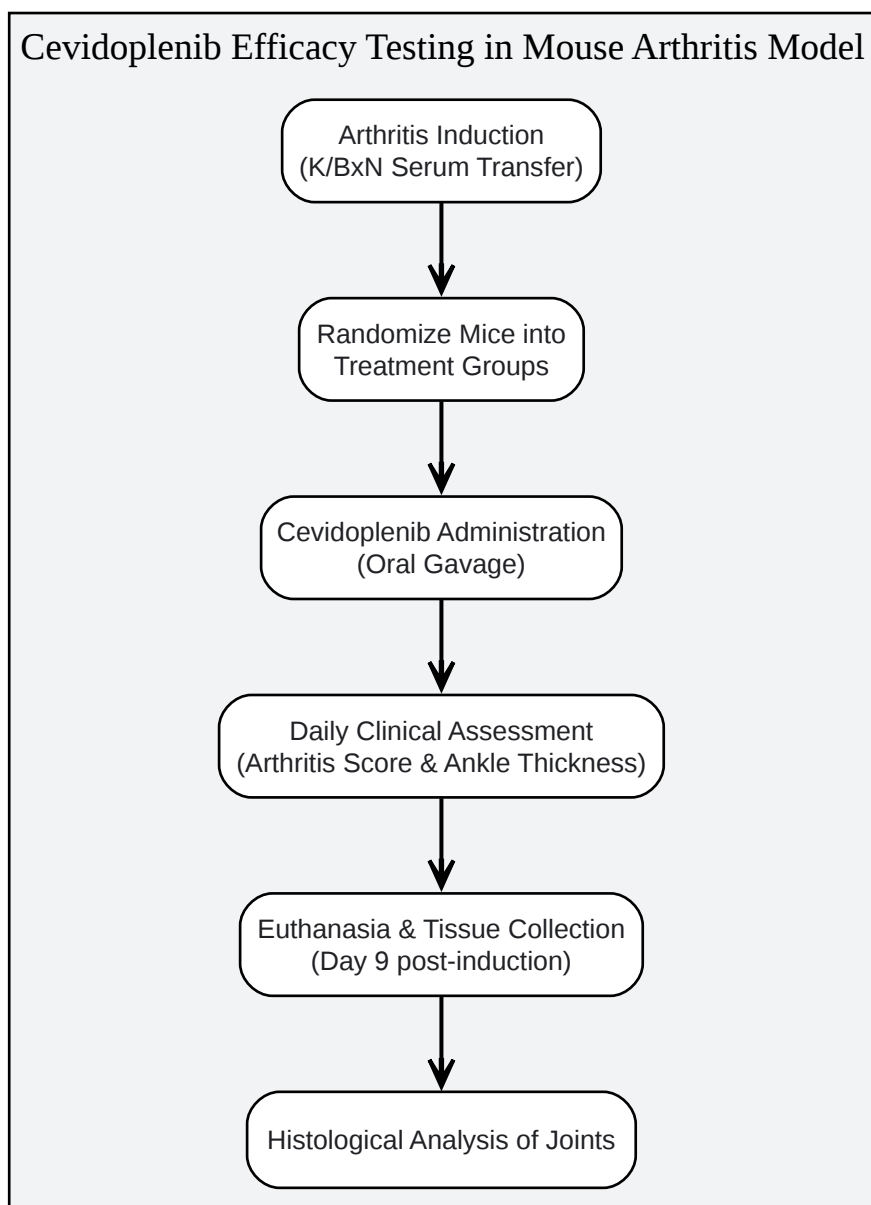 Cevidoplenib Efficacy Testing in Mouse Arthritis Model
Arthritis Induction
(K/BxN Serum Transfer)
Randomize Mice into
Treatment Groups
Cevidoplenib Administration
(Oral Gavage)
Daily Clinical Assessment
(Arthritis Score & Ankle Thickness)
Euthanasia & Tissue Collection
(Day 9 post-induction)
Histological Analysis of Joints